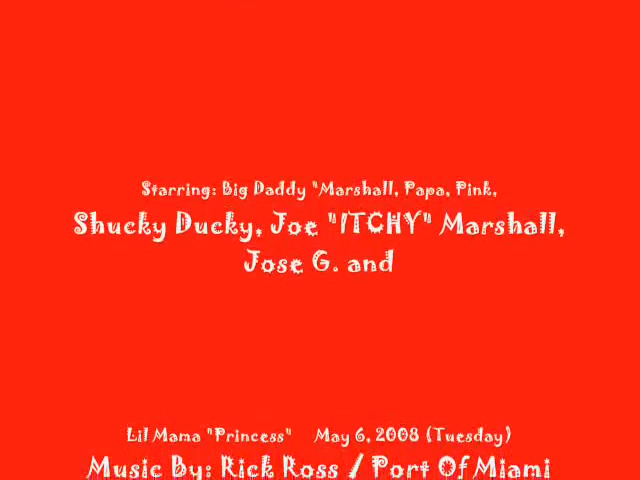 Starring: Big Daddy "Marshall, Papa, Pink,
Shucky Ducky, Joe "ITCHY" Marshall,
Jose G. and
Lil Mama "Princess" May 6, 2008 (Tuesday)
Music By: Rick Ross / Port Of Miami